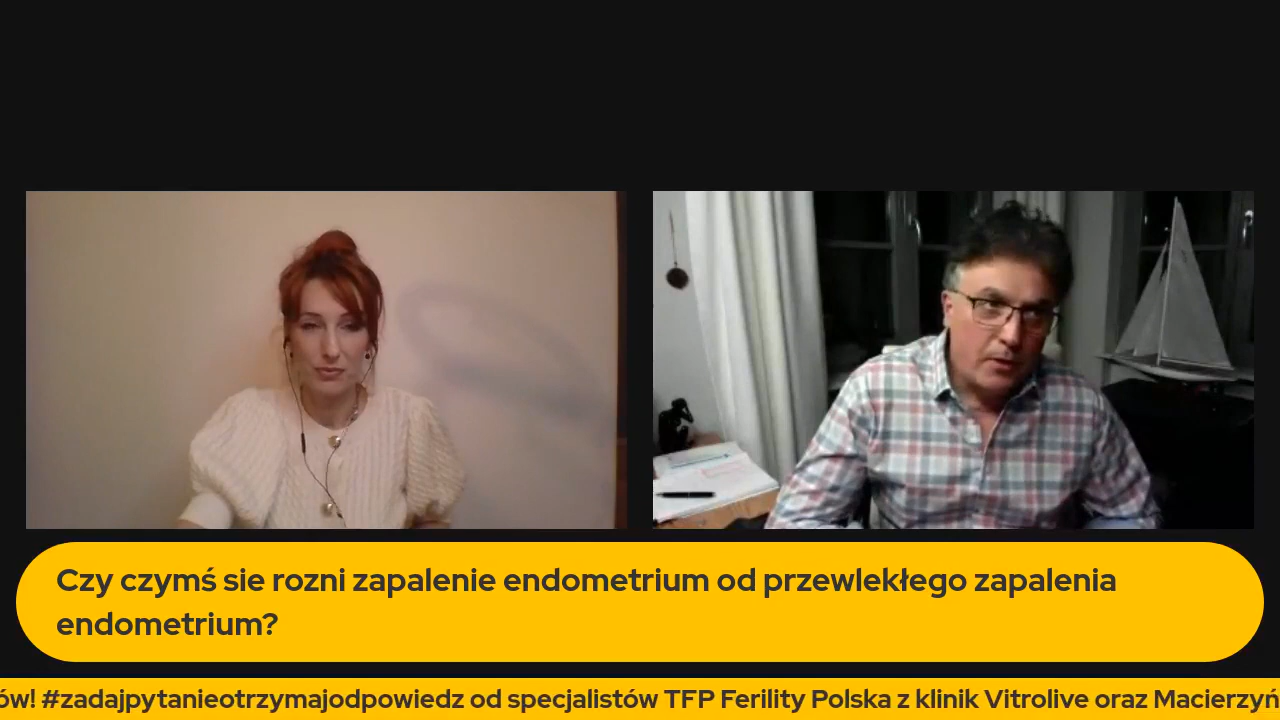 Czy czymś sie rozni zapalenie endometrium od przewlekłego zapalenia
endometrium?
ów! #zadajpytanieotrzymajodpowiedz od specjalistów TFP Ferility Polska z klinik Vitrolive oraz Macierzyń